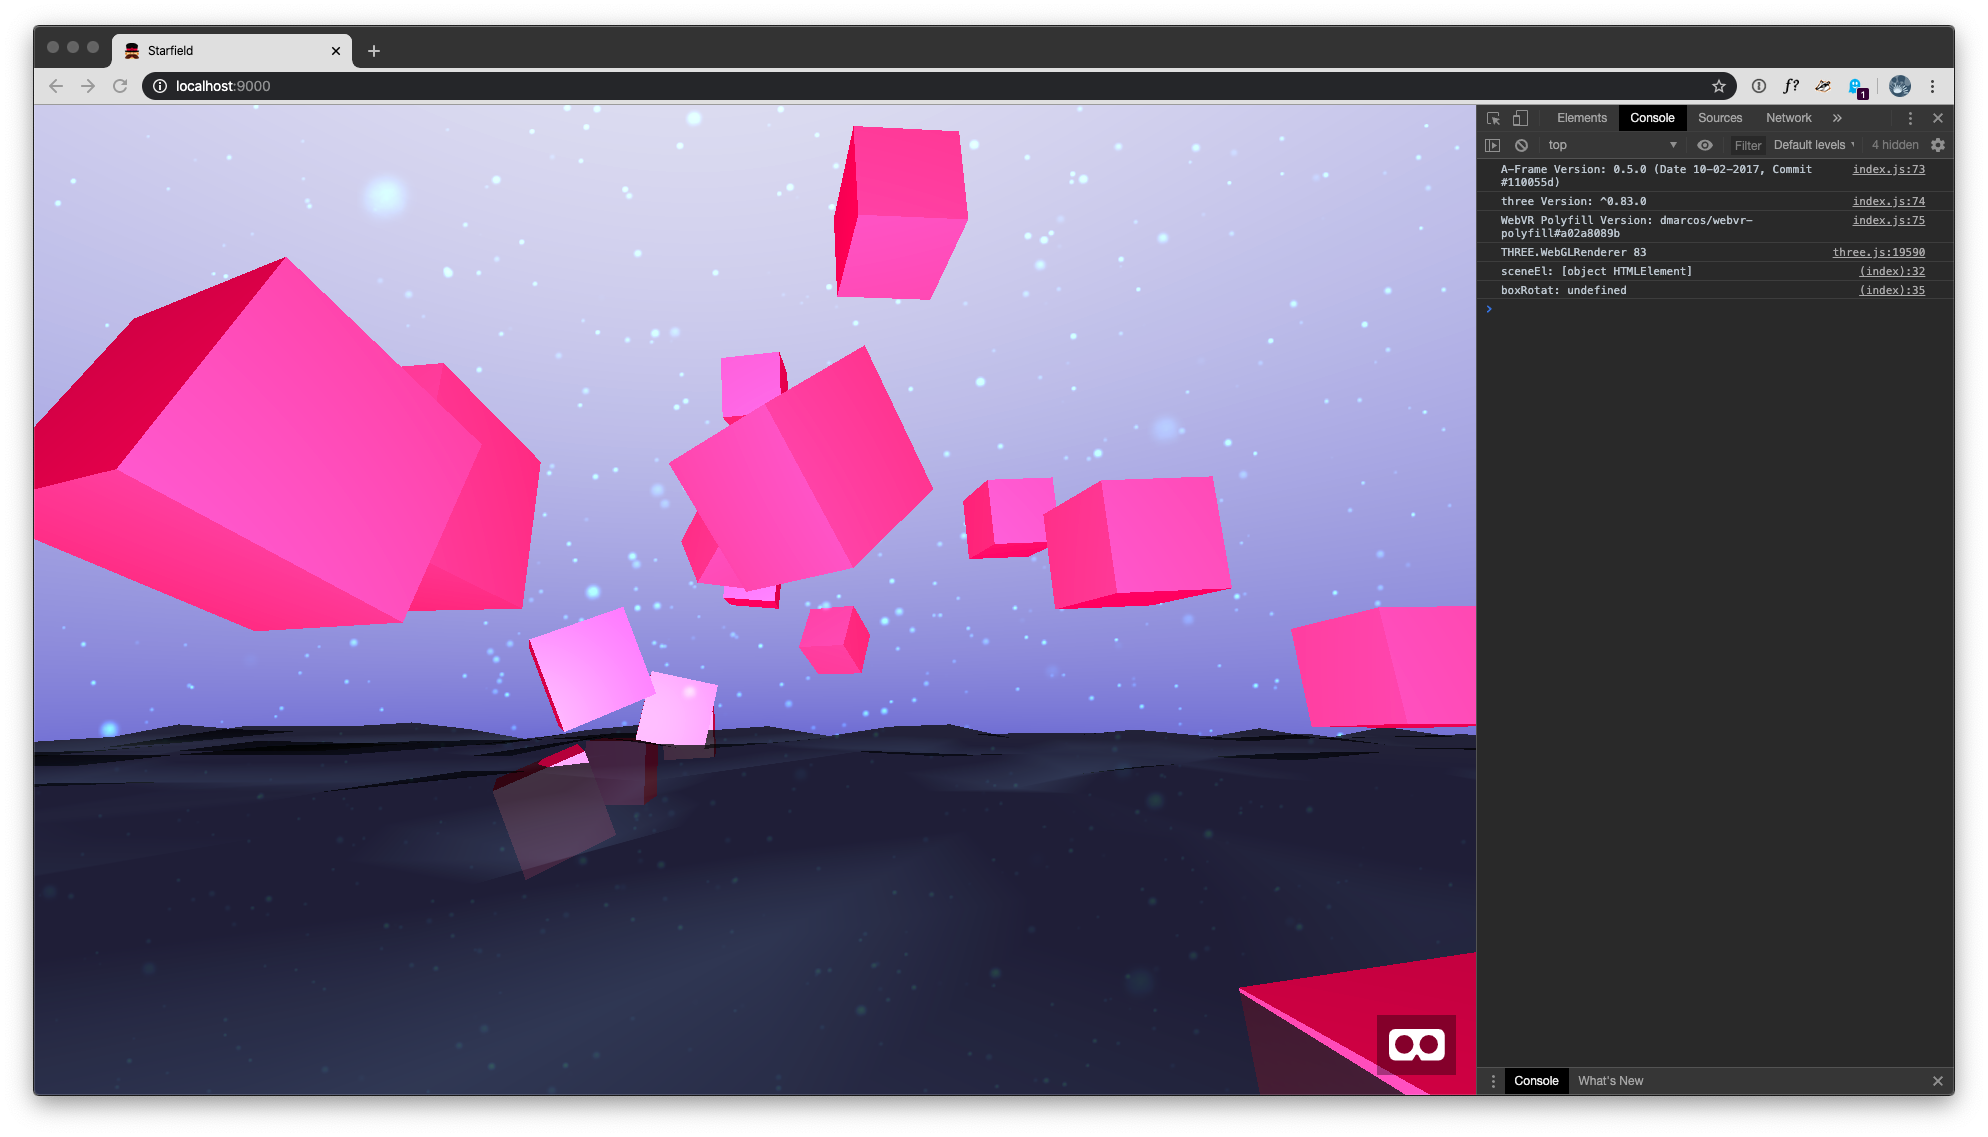 Starfield
localhost:9000
f?
1
Elements Console Sources Network
top Filter Default levels 4 hidden
A-Frame Version: 0.5.0 (Date 10-02-2017, Commit index.js:73
#110055d)
three Version: ^0.83.0 index.js:74
WebVR Polyfill Version: dmarcos/webvr- index.js:75
polyfill#a02a8089b
THREE.WebGLRenderer 83 three.js:19590
sceneEl: [object HTMLElement] (index):32
boxRotat: undefined (index):35
Console What's New